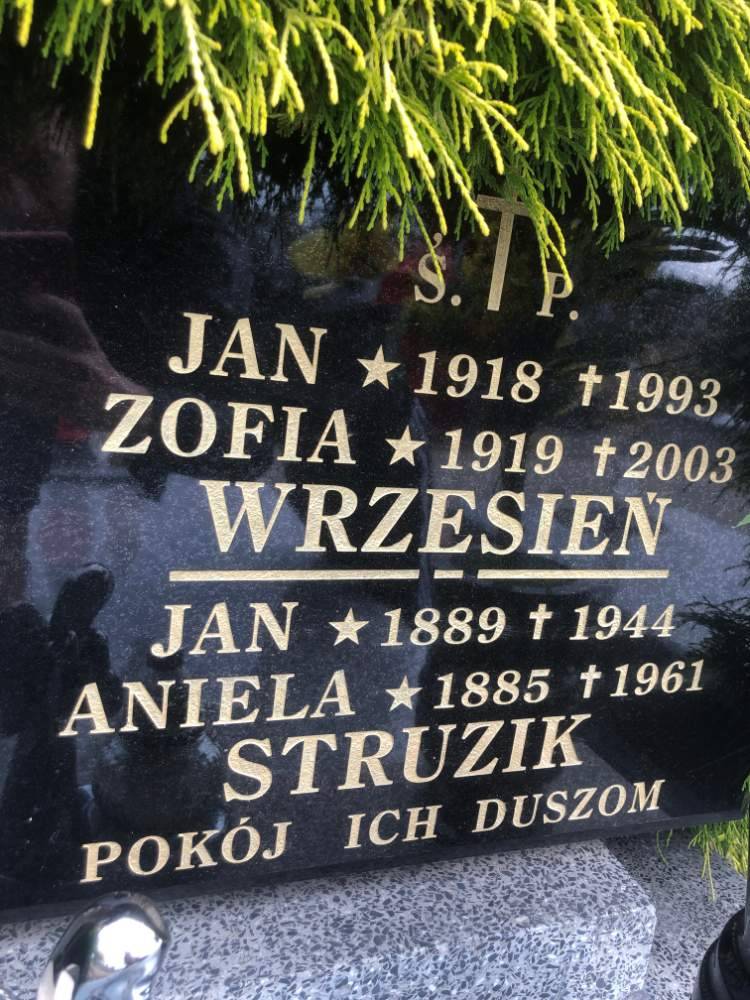 Ś. † P.
JAN ★ 1918 † 1993
ZOFIA ★ 1919 † 2003
WRZESIEŃ
JAN ★ 1889 † 1944
ANIELA ★ 1885 † 1961
STRUZIK
POKÓJ ICH DUSZOM